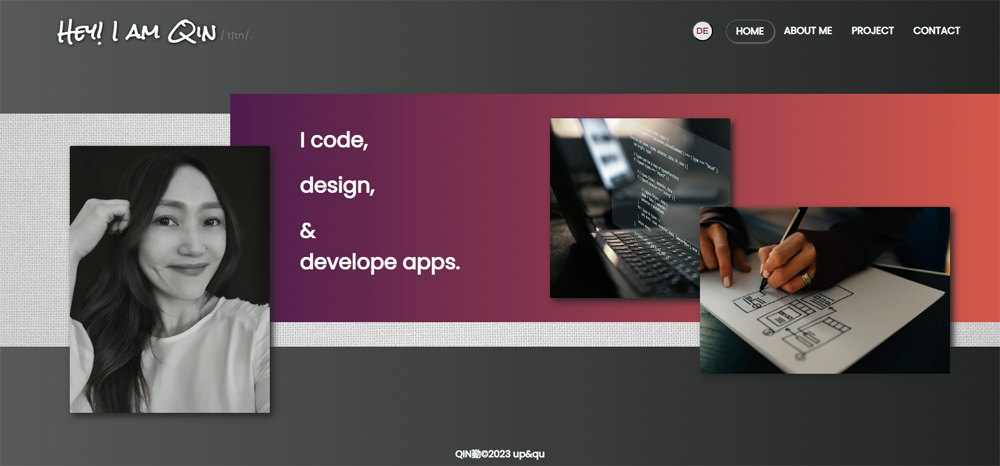 Hey! I am Qin /ˈtʃɪn/.
DE
HOME
ABOUT ME
PROJECT
CONTACT
I code,
design,
&
develope apps.
QIN勤©2023 up&qu